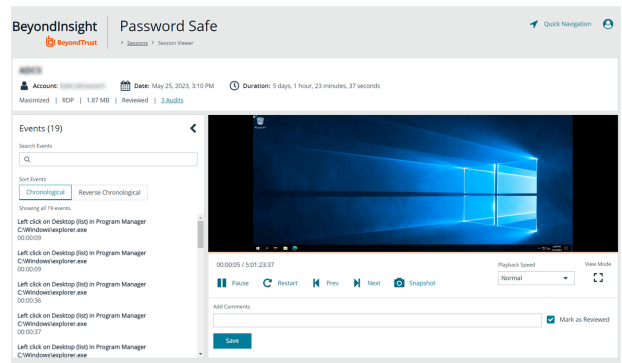 BeyondInsight
BeyondTrust
Password Safe
> Sessions > Session Viewer
Quick Navigation
ADCS
Account:
Date: May 25, 2023, 3:10 PM
Duration: 5 days, 1 hour, 23 minutes, 37 seconds
Maximized | RDP | 1.87 MB | Reviewed | 3 Audits
Events (19)
Search Events
Sort Events
Chronological
Reverse Chronological
Showing all 19 events.
Left click on Desktop (list) in Program Manager
C:\Windows\explorer.exe
00:00:09
Left click on Desktop (list) in Program Manager
C:\Windows\explorer.exe
00:00:09
Left click on Desktop (list) in Program Manager
C:\Windows\explorer.exe
00:00:36
Left click on Desktop (list) in Program Manager
C:\Windows\explorer.exe
00:00:37
Left click on Desktop (list) in Program Manager
C:\Windows\explorer.exe
Recycle Bin
00:00:05 / 5:01:23:37
Pause
Restart
Prev
Next
Snapshot
Playback Speed
Normal
View Mode
Add Comments
Mark as Reviewed
Save